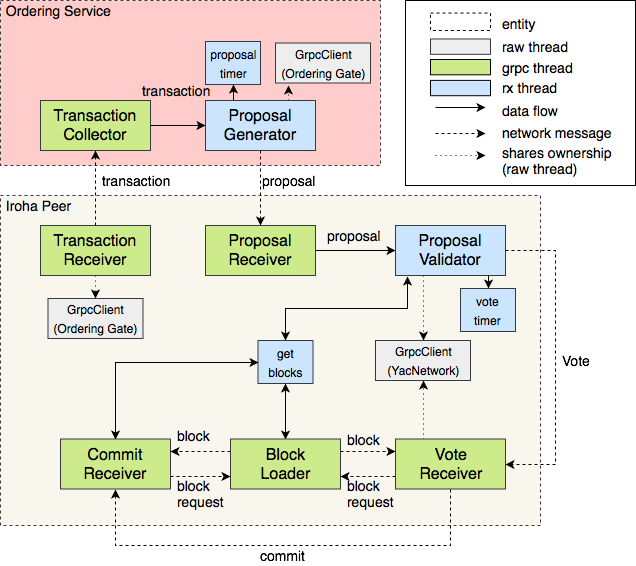 Ordering Service
proposal
timer
GrpcClient
(Ordering Gate)
transaction
Transaction
Collector
Proposal
Generator
entity
raw thread
grpc thread
rx thread
data flow
network message
shares ownership
(raw thread)
transaction
proposal
Iroha Peer
Transaction
Receiver
Proposal
Receiver
proposal
Proposal
Validator
GrpcClient
(Ordering Gate)
vote
timer
get
blocks
GrpcClient
(YacNetwork)
Vote
Commit
Receiver
block
block
request
Block
Loader
block
block
request
Vote
Receiver
commit